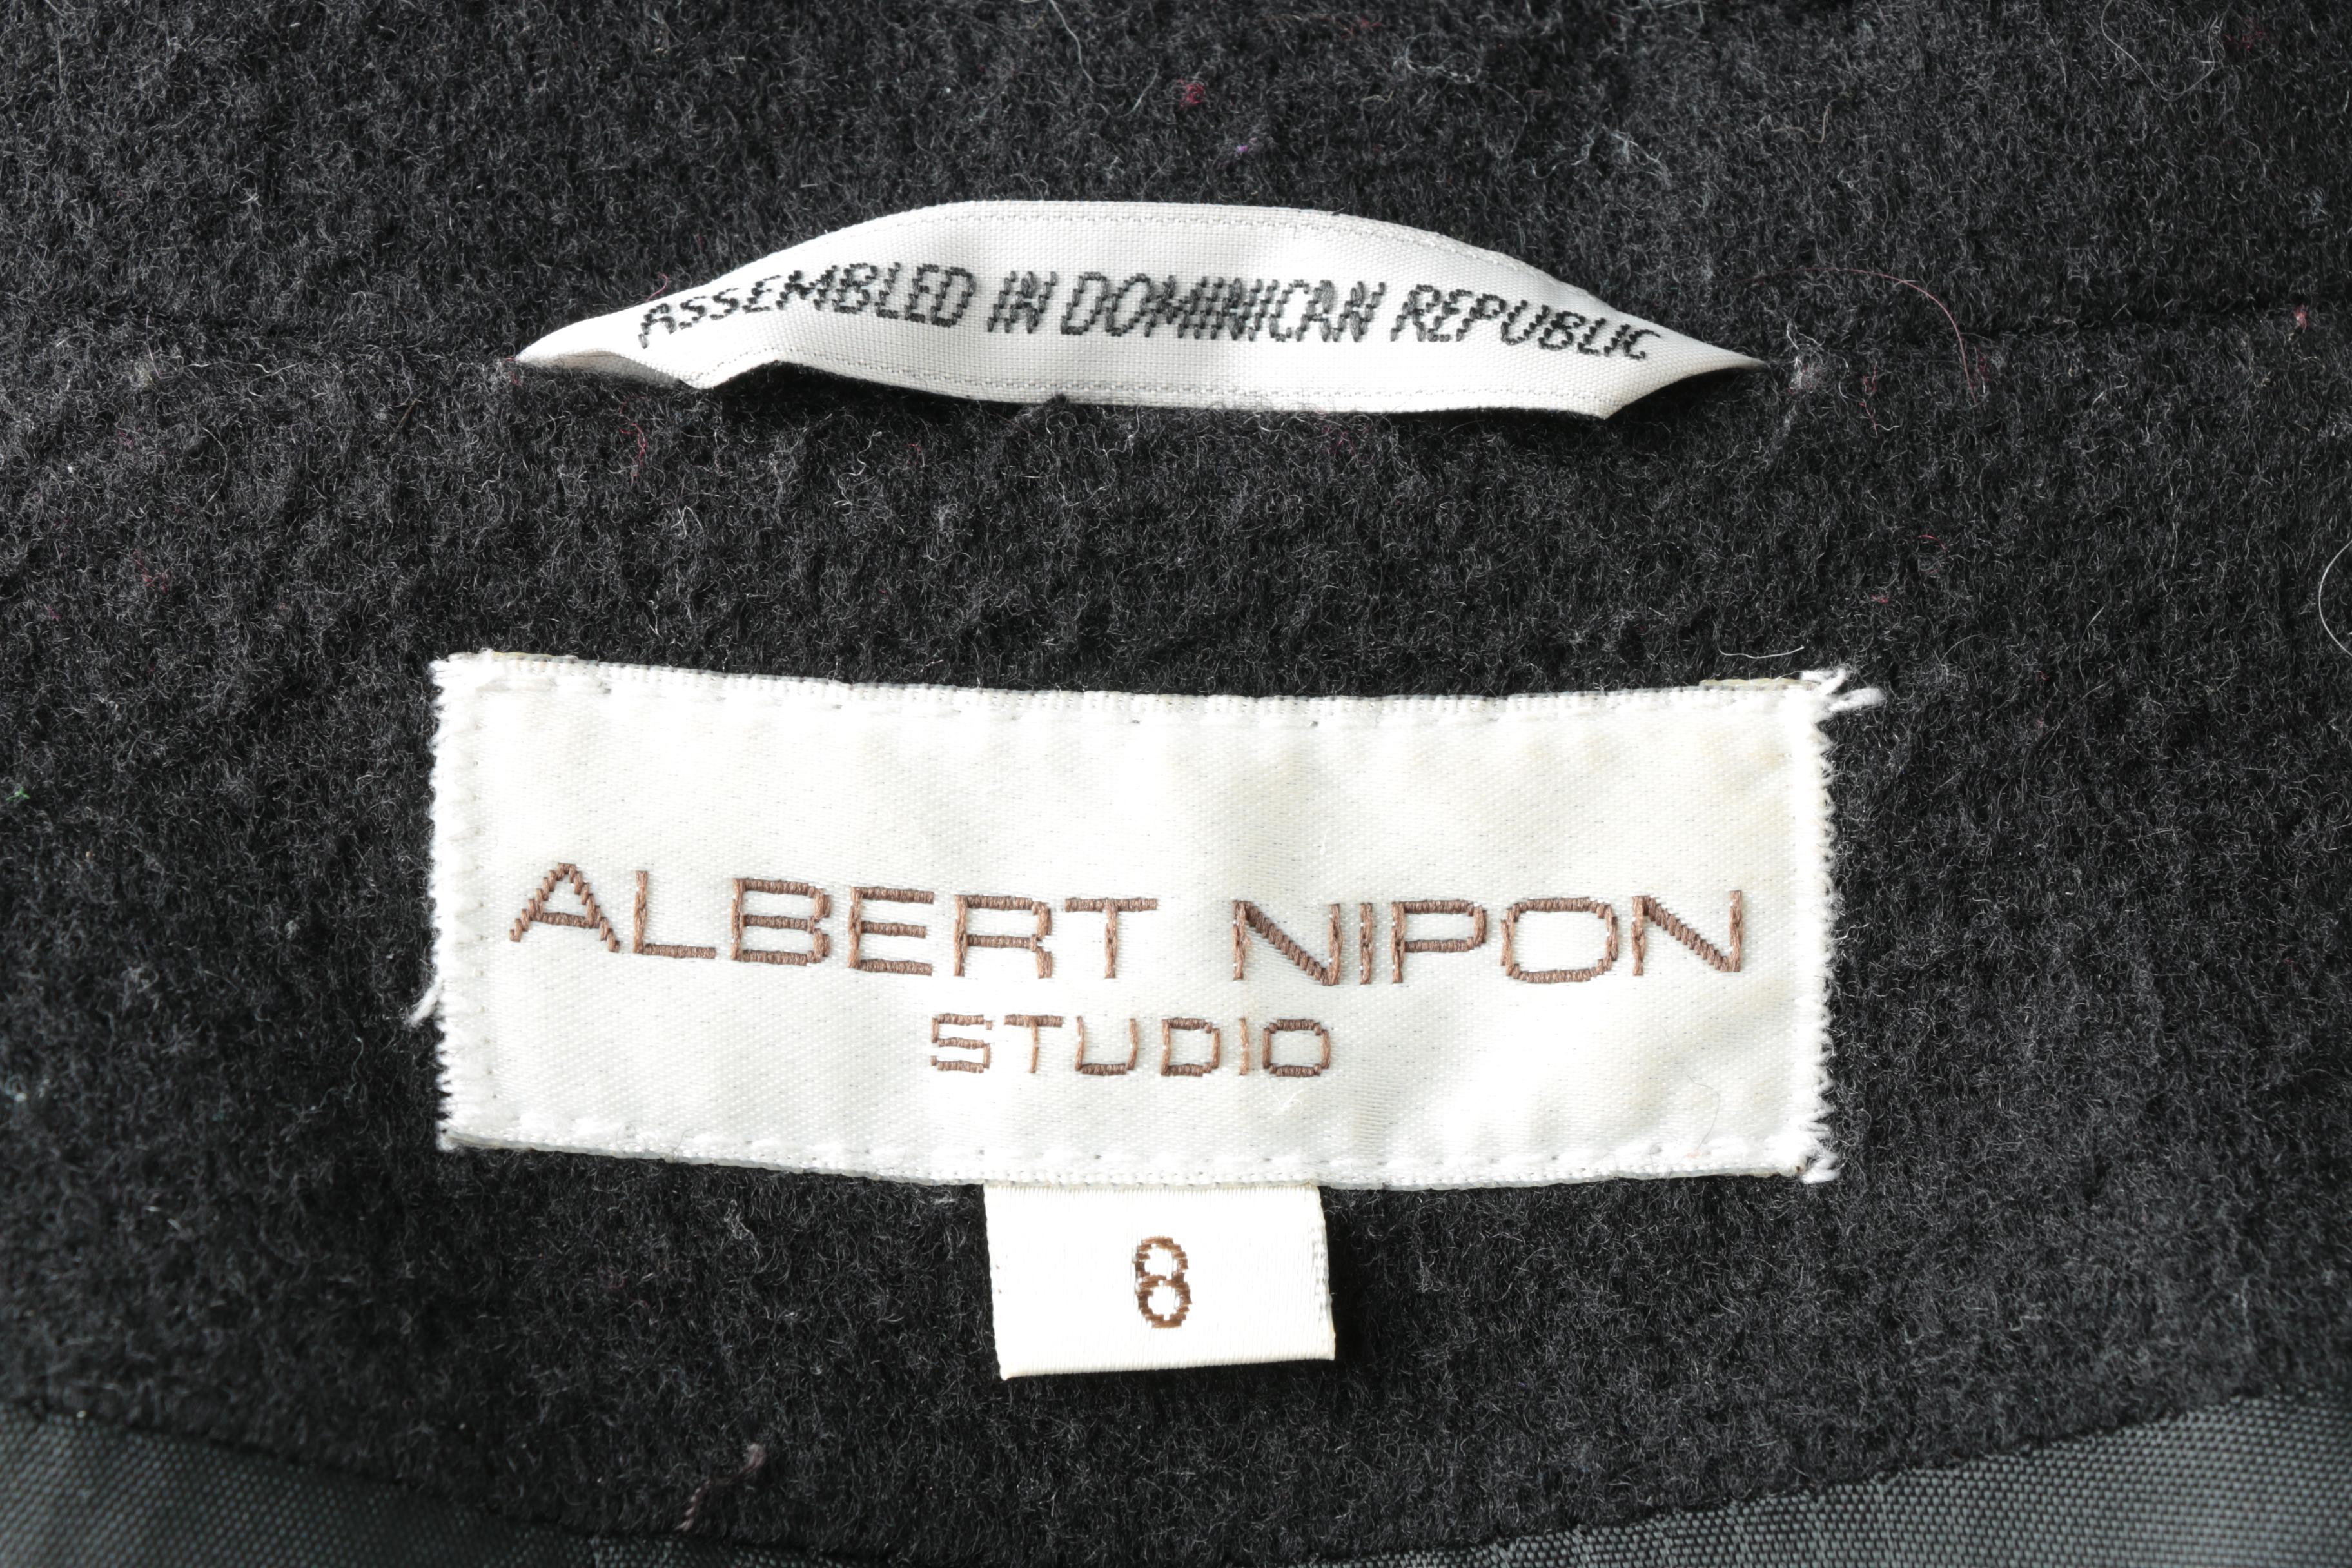 ASSEMBLED IN DOMINICAN REPUBLIC
ALBERT NIPON
STUDIO
8